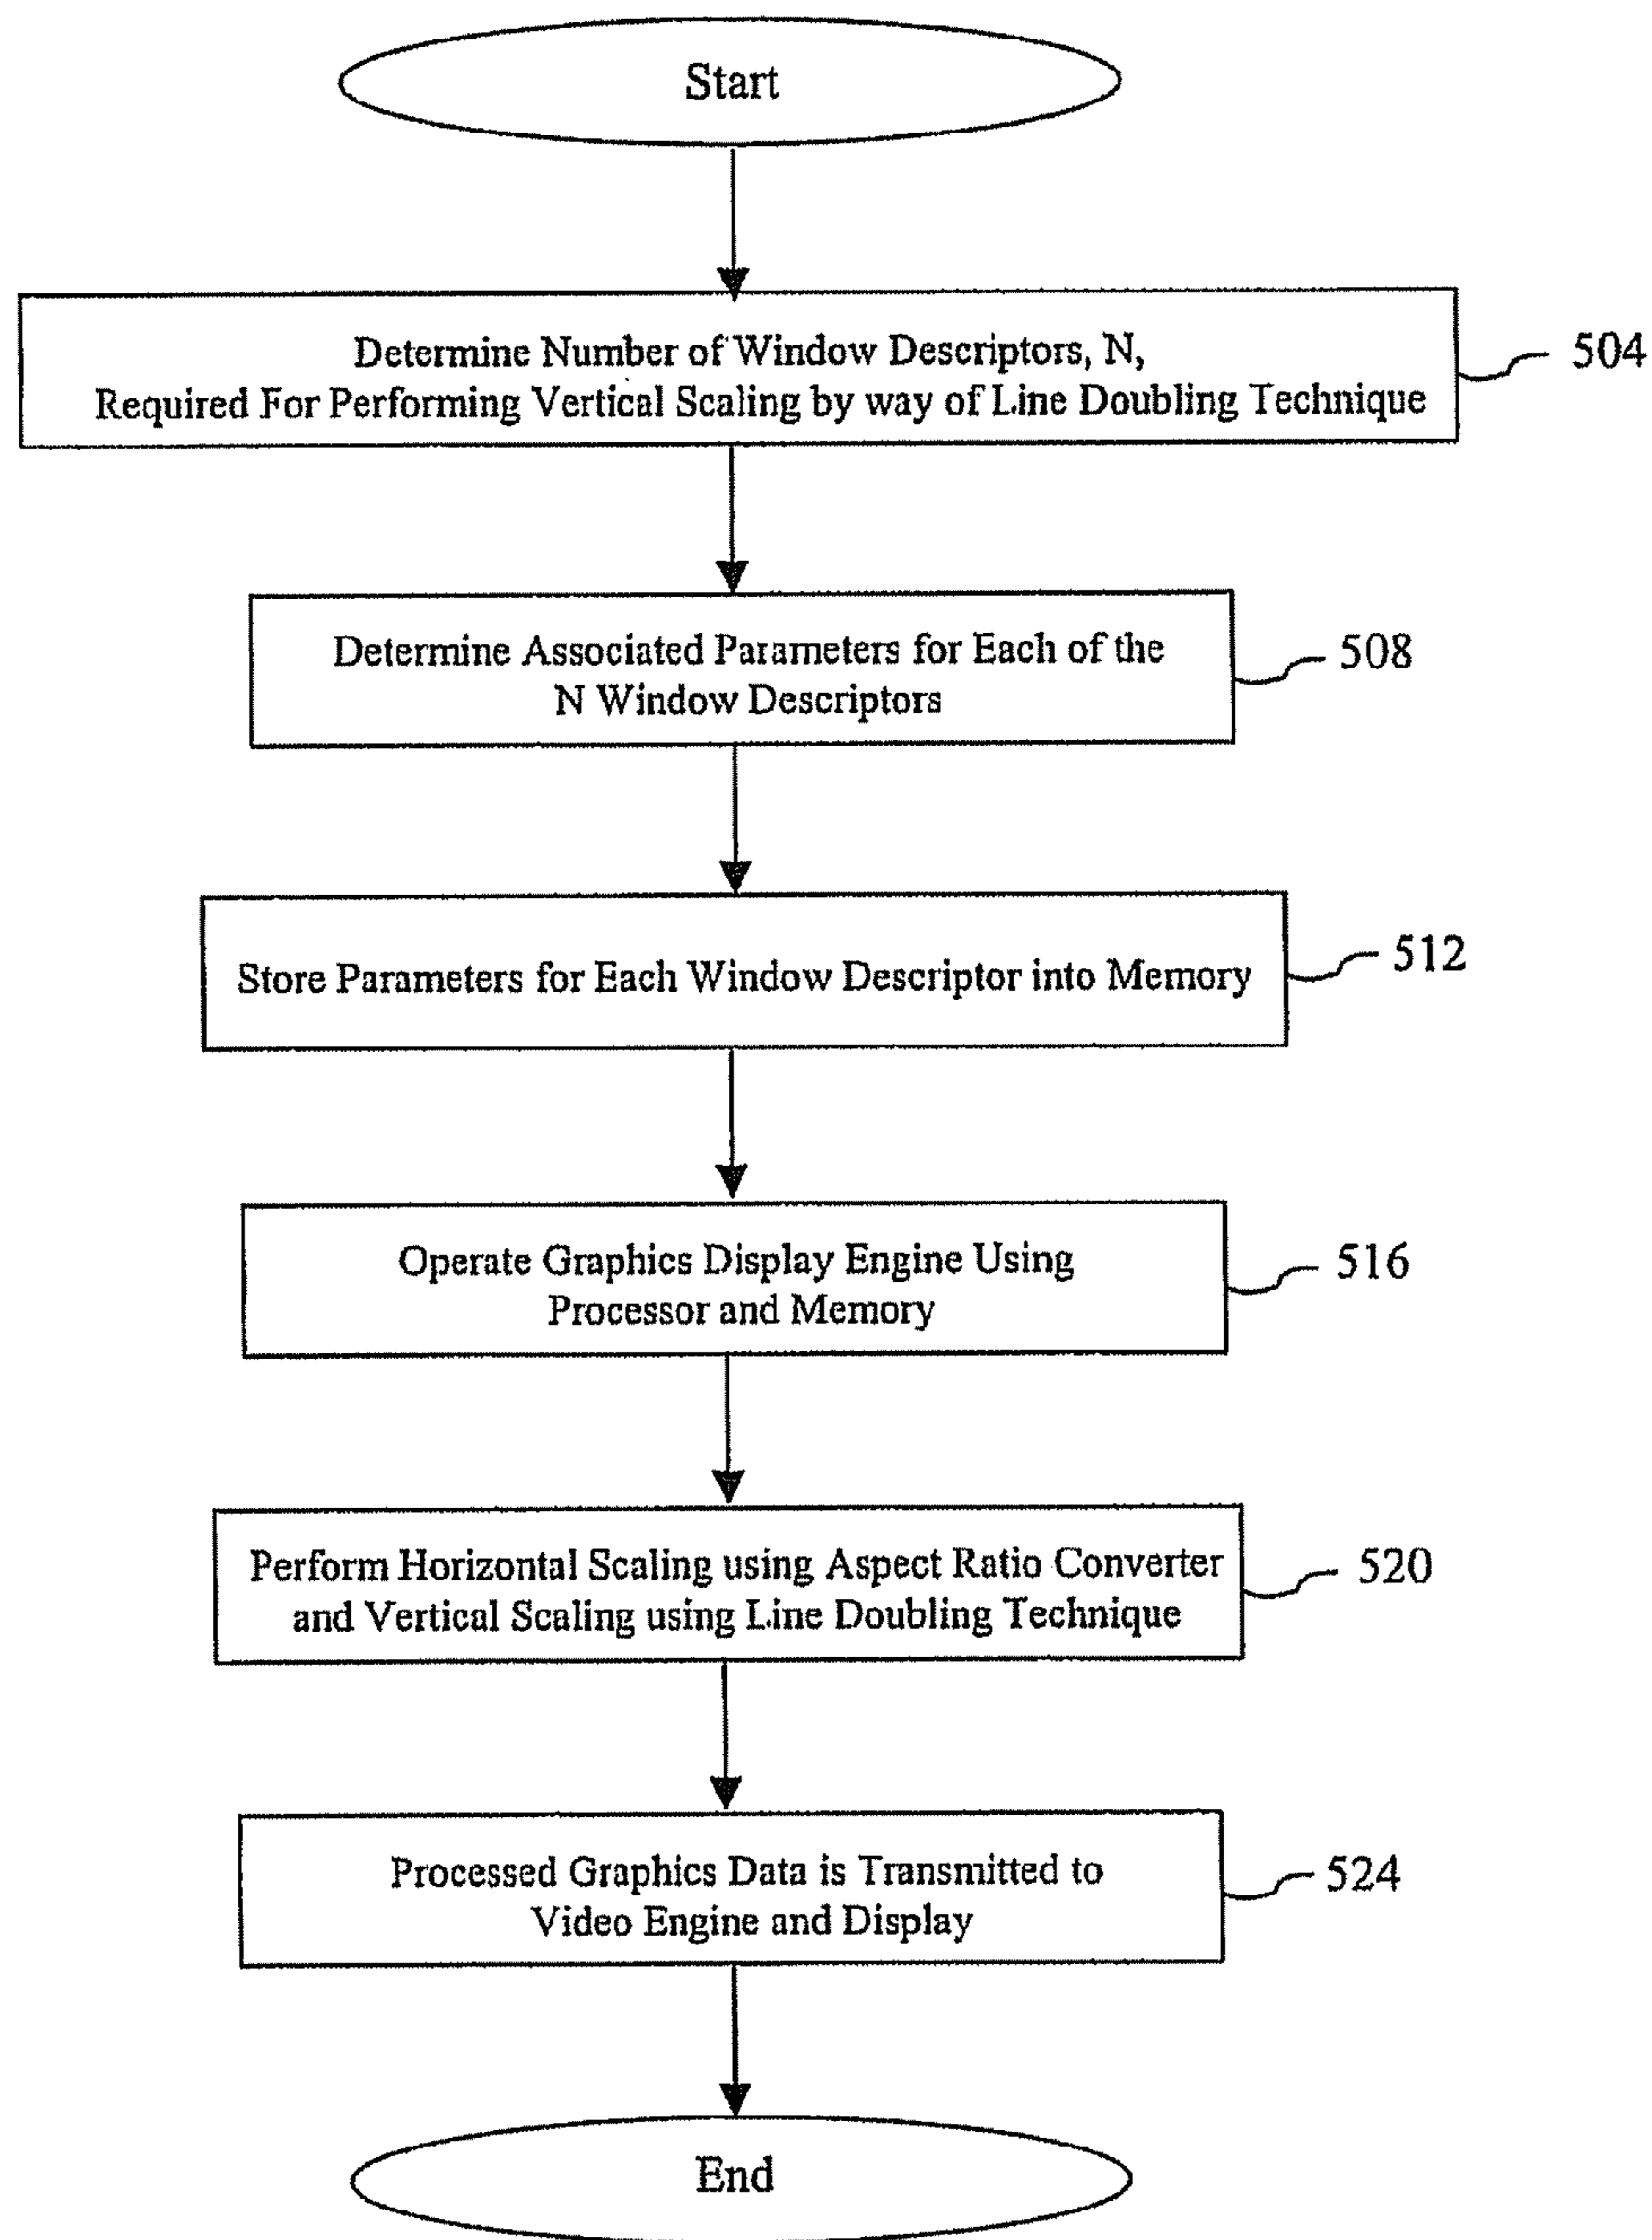 Start
Determine Number of Window Descriptors, N,
Required For Performing Vertical Scaling by way of Line Doubling Technique
504
Determine Associated Parameters for Each of the
N Window Descriptors
508
Store Parameters for Each Window Descriptor into Memory
512
Operate Graphics Display Engine Using
Processor and Memory
516
Perform Horizontal Scaling using Aspect Ratio Converter
and Vertical Scaling using Line Doubling Technique
520
Processed Graphics Data is Transmitted to
Video Engine and Display
524
End